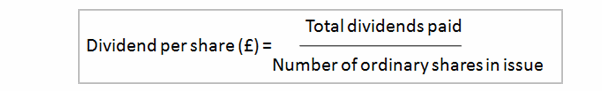 Total dividends paid
Dividend per share (£) =
Number of ordinary shares in issue